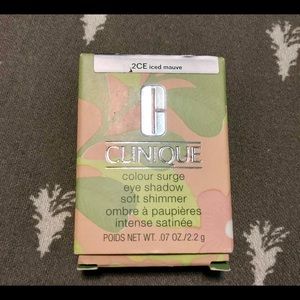 2CE iced mauve
CLINIQUE
colour surge
eye shadow
soft shimmer
ombre à paupières
intense satinée
POIDS NET WT. .07 OZ./2.2 g